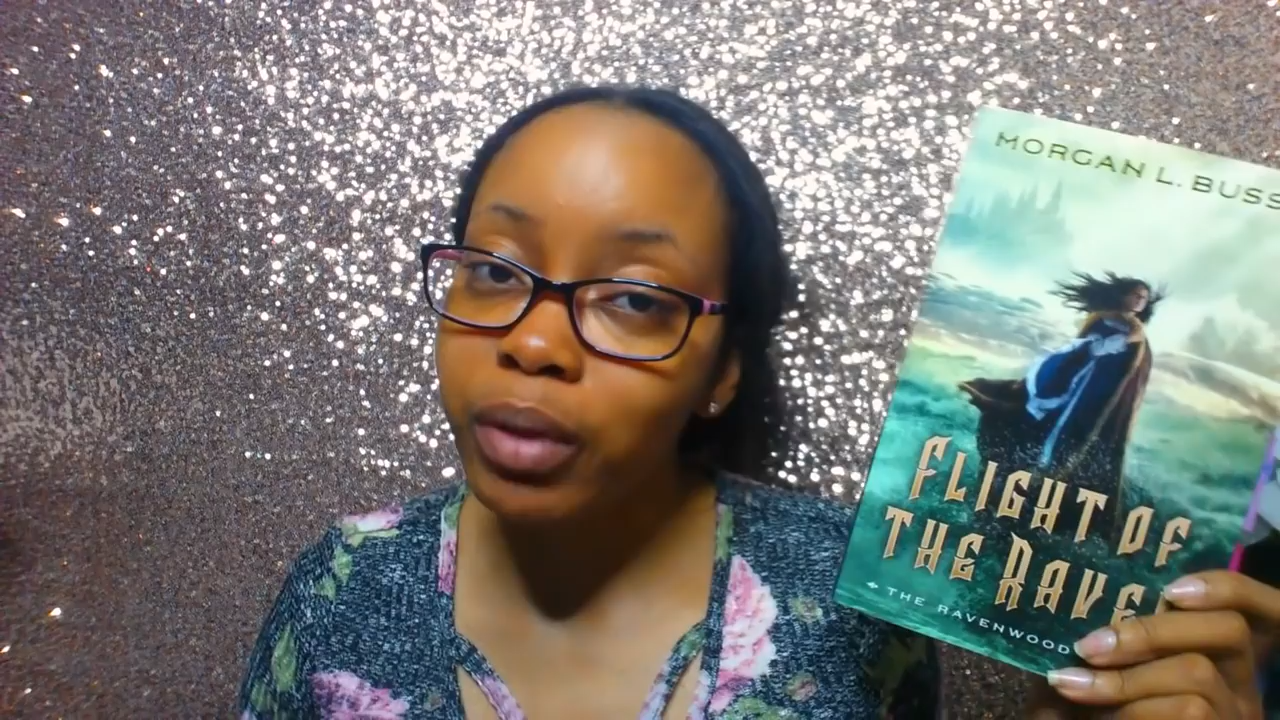 MORGAN L. BUSS
FLIGHT OF
THE RAVE
THE RAVENWOOD